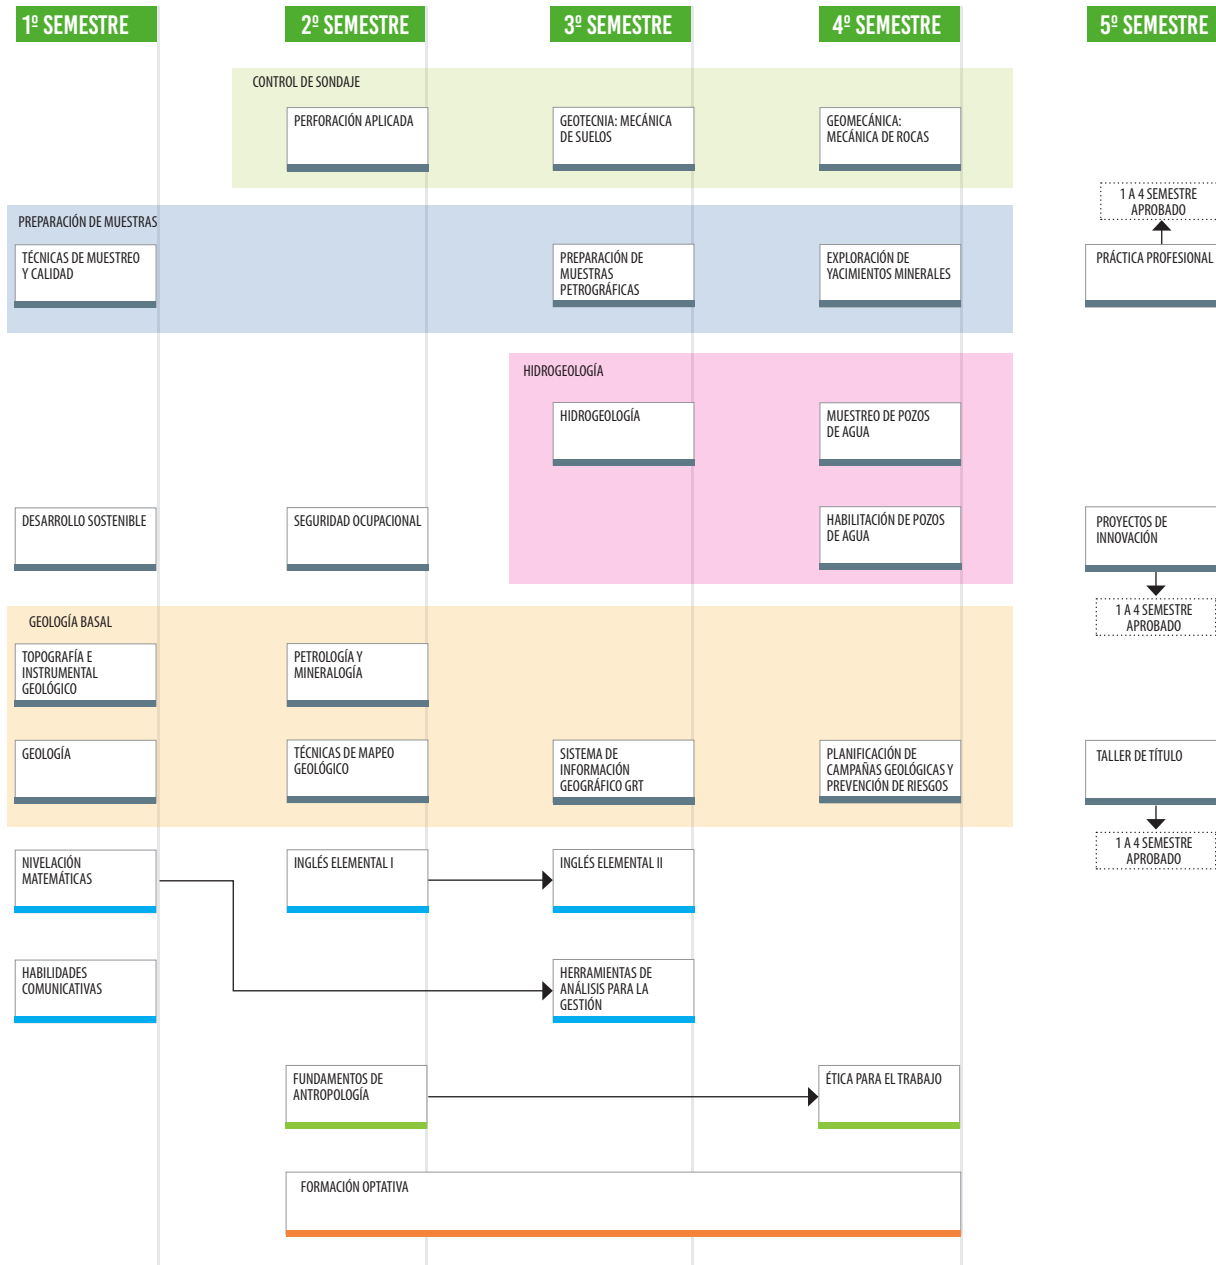 1º SEMESTRE
2º SEMESTRE
3º SEMESTRE
4º SEMESTRE
5º SEMESTRE
CONTROL DE SONDAJE
PERFORACIÓN APLICADA
GEOTECNIA: MECÁNICA
DE SUELOS
GEOMECÁNICA:
MECÁNICA DE ROCAS
1 A 4 SEMESTRE
APROBADO
PREPARACIÓN DE MUESTRAS
TÉCNICAS DE MUESTREO
Y CALIDAD
PREPARACIÓN DE
MUESTRAS
PETROGRÁFICAS
EXPLORACIÓN DE
YACIMIENTOS MINERALES
PRÁCTICA PROFESIONAL
HIDROGEOLOGÍA
HIDROGEOLOGÍA
MUESTREO DE POZOS
DE AGUA
DESARROLLO SOSTENIBLE
SEGURIDAD OCUPACIONAL
HABILITACIÓN DE POZOS
DE AGUA
PROYECTOS DE
INNOVACIÓN
1 A 4 SEMESTRE
APROBADO
GEOLOGÍA BASAL
TOPOGRAFÍA E
INSTRUMENTAL
GEOLÓGICO
PETROLOGÍA Y
MINERALOGÍA
GEOLOGÍA
TÉCNICAS DE MAPEO
GEOLÓGICO
SISTEMA DE
INFORMACIÓN
GEOGRÁFICO GRT
PLANIFICACIÓN DE
CAMPAÑAS GEOLÓGICAS Y
PREVENCIÓN DE RIESGOS
TALLER DE TÍTULO
1 A 4 SEMESTRE
APROBADO
NIVELACIÓN
MATEMÁTICAS
INGLÉS ELEMENTAL I
INGLÉS ELEMENTAL II
HABILIDADES
COMUNICATIVAS
HERRAMIENTAS DE
ANÁLISIS PARA LA
GESTIÓN
FUNDAMENTOS DE
ANTROPOLOGÍA
ÉTICA PARA EL TRABAJO
FORMACIÓN OPTATIVA